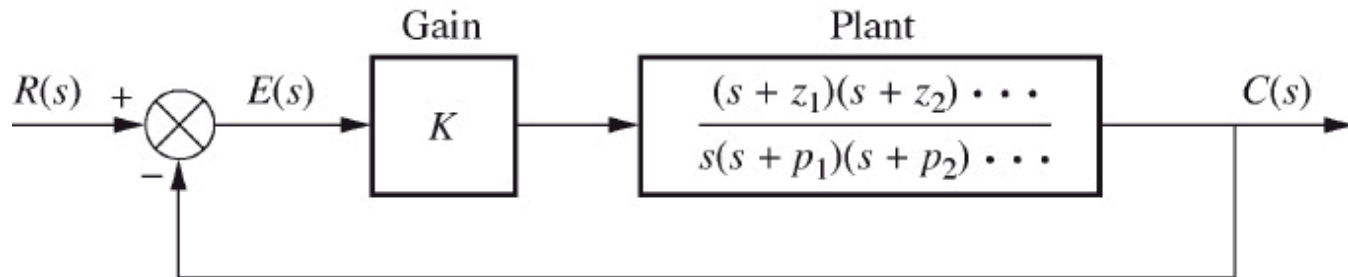 Gain
Plant
R(s)
+
−
E(s)
K
(s + z₁)(s + z₂) • • •
s(s + p₁)(s + p₂) • • •
C(s)